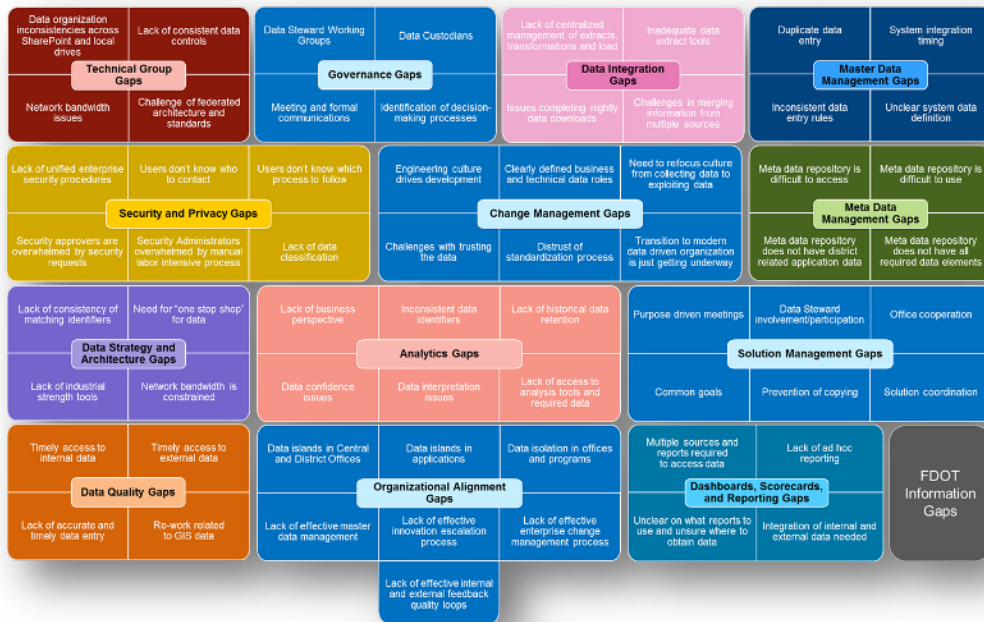 Data organization
inconsistencies across
SharePoint and local
drives
Lack of consistent data
controls
Technical Group
Gaps
Network bandwidth
issues
Challenge of federated
architecture and
standards
Data Steward Working
Groups
Data Custodians
Governance Gaps
Meeting and formal
communications
Identification of decision-
making processes
Lack of centralized
management of extracts,
transformations and load
Inadequate data
extract tools
Data Integration
Gaps
Issues completing nightly
data downloads
Challenges in merging
information from
multiple sources
Duplicate data
entry
System integration
timing
Master Data
Management Gaps
Inconsistent data
entry rules
Unclear system data
definition
Lack of unified enterprise
security procedures
Users don't know who
to contact
Users don't know which
process to follow
Security and Privacy Gaps
Security approvers are
overwhelmed by security
requests
Security Administrators
overwhelmed by manual
labor intensive process
Lack of data
classification
Engineering culture
drives development
Clearly defined business
and technical data roles
Need to refocus culture
from collecting data to
exploiting data
Change Management Gaps
Challenges with trusting
the data
Distrust of
standardization process
Transition to modern
data driven organization
is just getting underway
Meta data repository is
difficult to access
Meta data repository is
difficult to use
Meta Data
Management Gaps
Meta data repository
does not have district
related application data
Meta data repository
does not have all
required data elements
Lack of consistency of
matching identifiers
Need for "one stop shop"
for data
Data Strategy and
Architecture Gaps
Lack of industrial
strength tools
Network bandwidth is
constrained
Lack of business
perspective
Inconsistent data
identifiers
Lack of historical data
retention
Analytics Gaps
Data confidence
issues
Data interpretation
issues
Lack of access to
analysis tools and
required data
Purpose driven meetings
Data Steward
involvement/participation
Office cooperation
Solution Management Gaps
Common goals
Prevention of copying
Solution coordination
Timely access to
internal data
Timely access to
external data
Data Quality Gaps
Lack of accurate and
timely data entry
Re-work related
to GIS data
Data islands in Central
and District Offices
Data islands in
applications
Data isolation in offices
and programs
Organizational Alignment
Gaps
Lack of effective master
data management
Lack of effective
innovation escalation
process
Lack of effective
enterprise change
management process
Lack of effective internal
and external feedback
quality loops
Multiple sources and
reports required
to access data
Lack of ad hoc
reporting
Dashboards, Scorecards,
and Reporting Gaps
Unclear on what reports to
use and unsure where to
obtain data
Integration of internal and
external data needed
FDOT
Information
Gaps